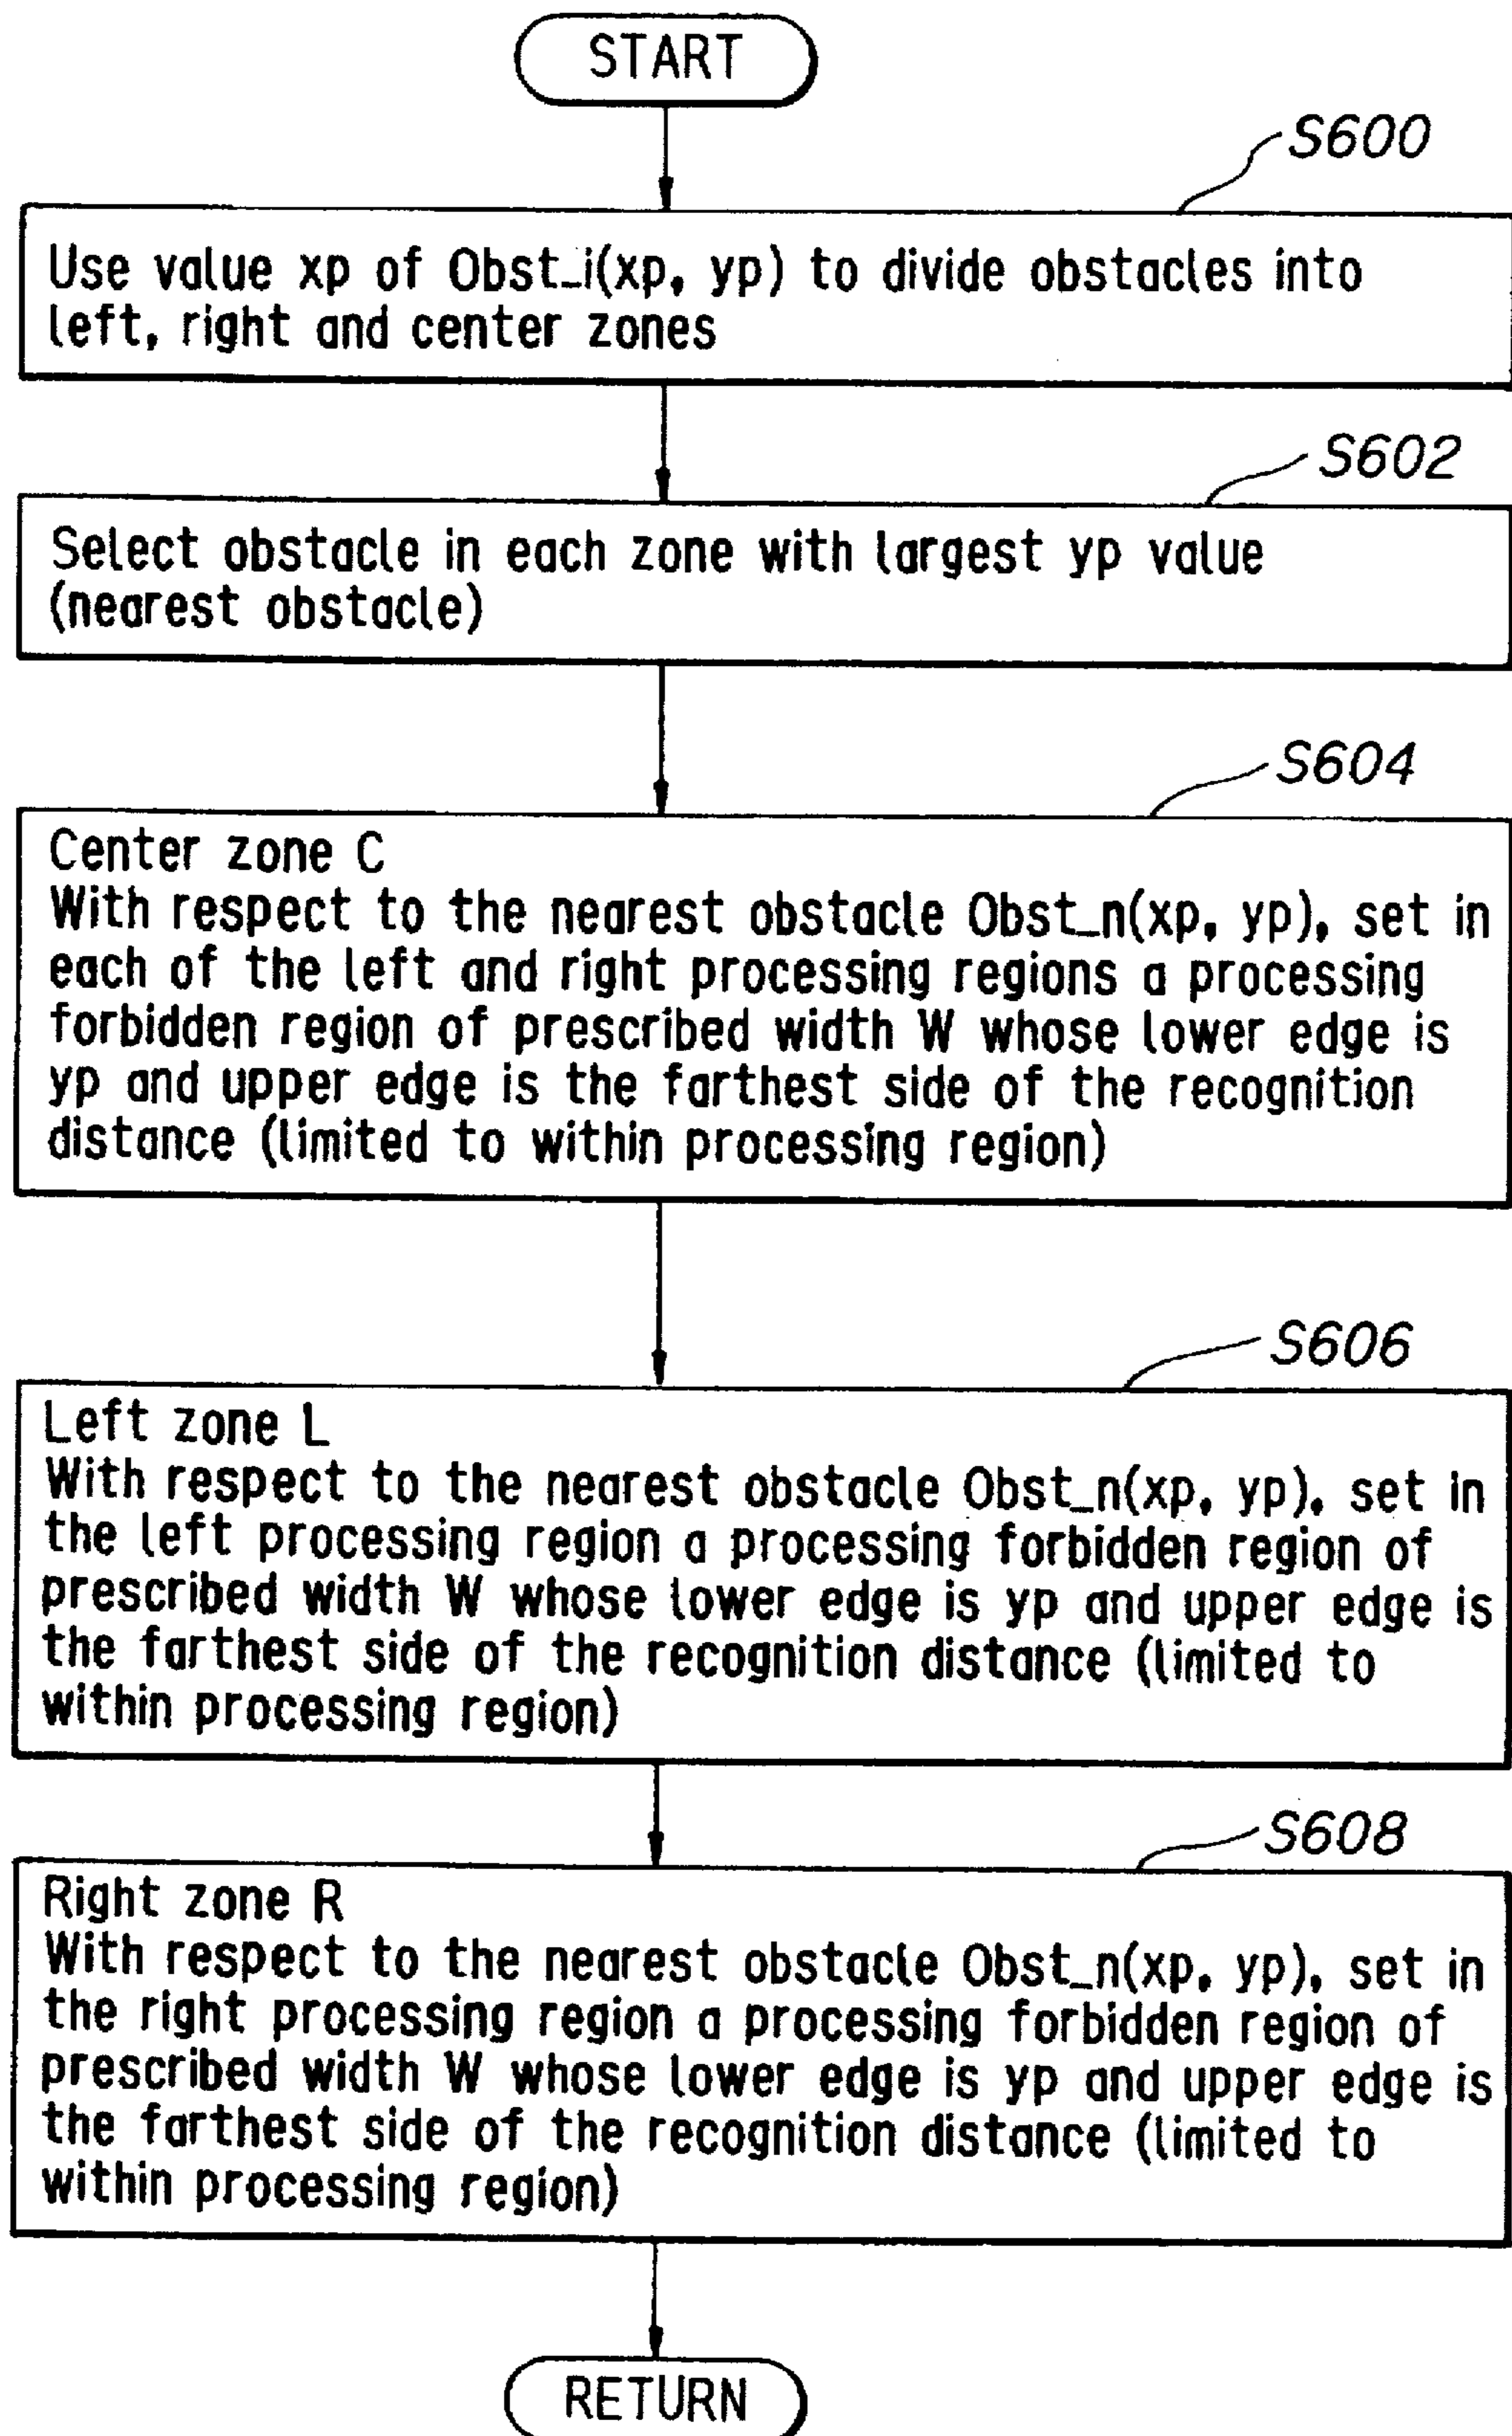 START
S600
Use value xp of Obst_i(xp, yp) to divide obstacles into
left, right and center zones
S602
Select obstacle in each zone with largest yp value
(nearest obstacle)
S604
Center zone C
With respect to the nearest obstacle Obst_n(xp, yp), set in
each of the left and right processing regions a processing
forbidden region of prescribed width W whose lower edge is
yp and upper edge is the farthest side of the recognition
distance (limited to within processing region)
S606
Left zone L
With respect to the nearest obstacle Obst_n(xp, yp), set in
the left processing region a processing forbidden region of
prescribed width W whose lower edge is yp and upper edge is
the farthest side of the recognition distance (limited to
within processing region)
S608
Right zone R
With respect to the nearest obstacle Obst_n(xp, yp), set in
the right processing region a processing forbidden region of
prescribed width W whose lower edge is yp and upper edge is
the farthest side of the recognition distance (limited to
within processing region)
RETURN